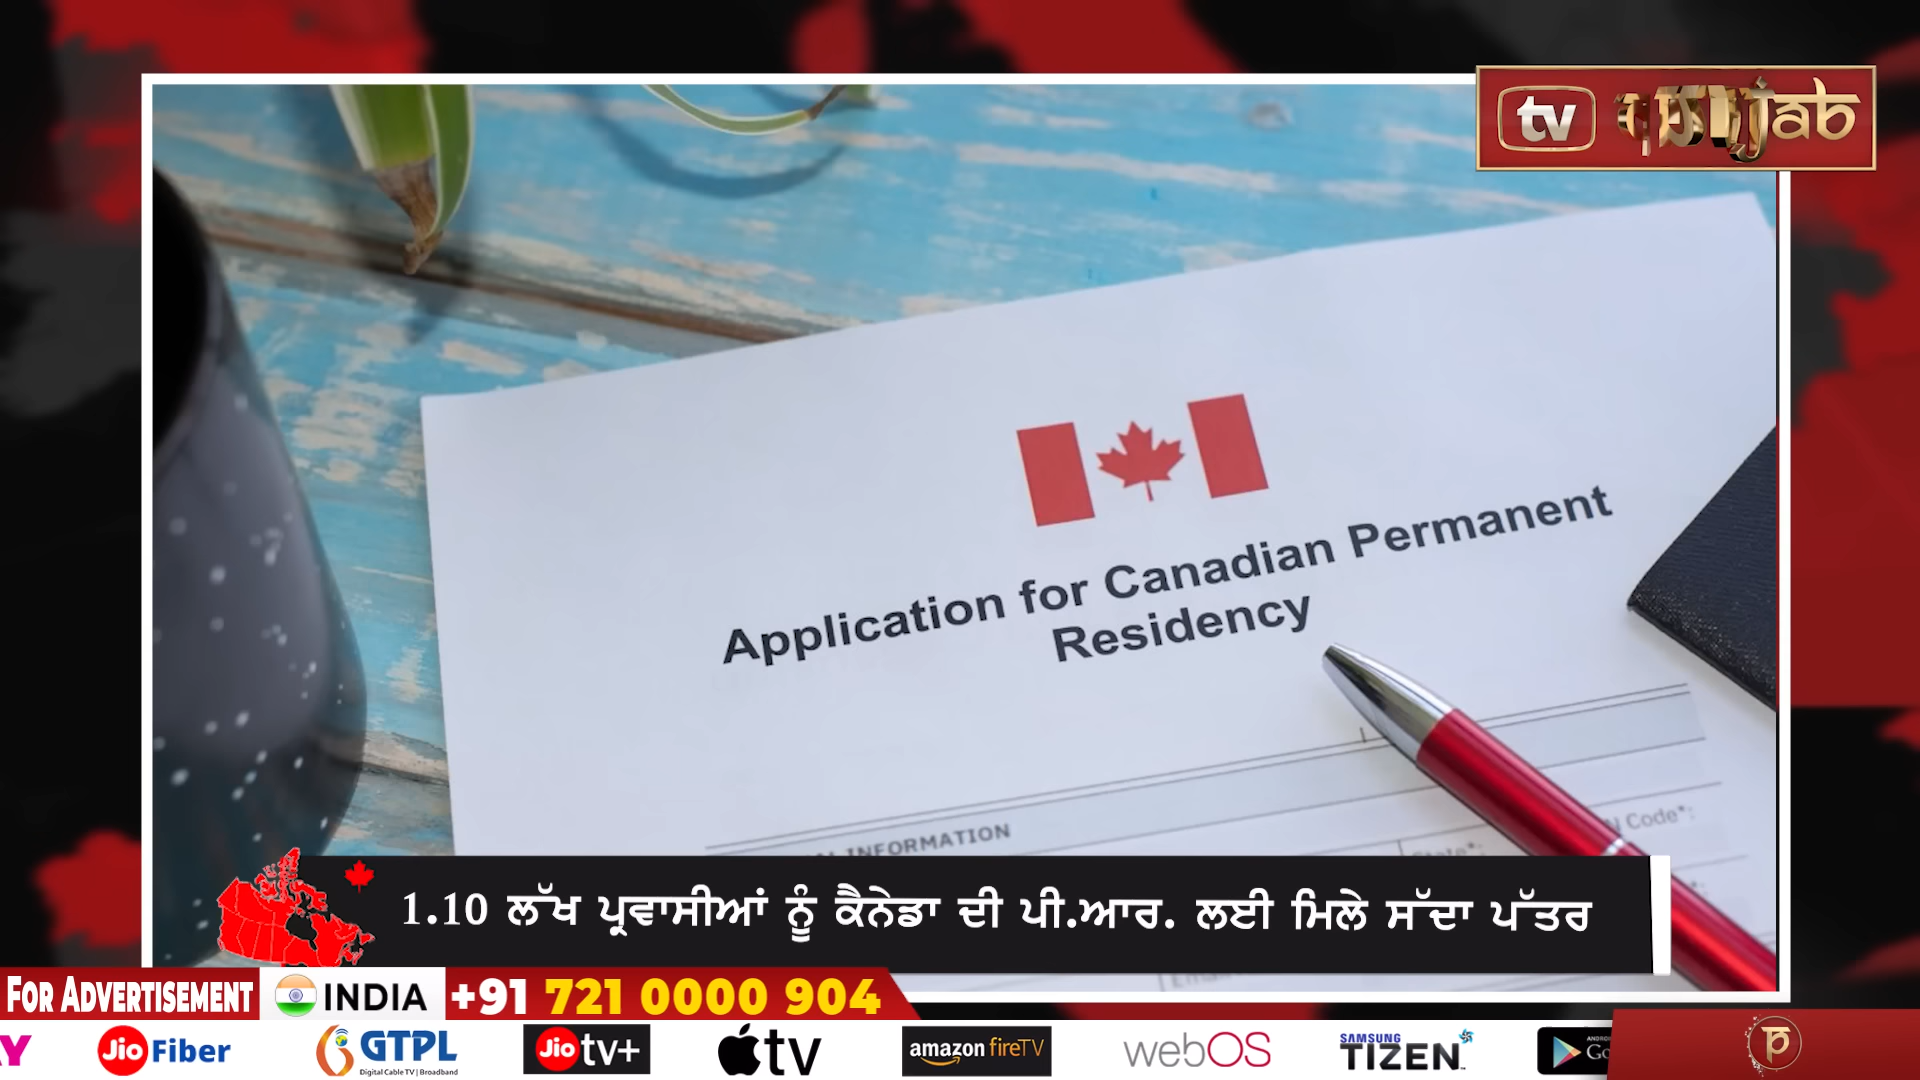 tv
Application for Canadian Permanent
Residency
INFORMATION
Code*:
State*:
1.10 ਲੱਖ ਪ੍ਰਵਾਸੀਆਂ ਨੂੰ ਕੈਨੇਡਾ ਦੀ ਪੀ.ਆਰ. ਲਈ ਮਿਲੇ ਸੱਦਾ ਪੱਤਰ
FOR ADVERTISEMENT INDIA +91 721 0000 904
Jio Fiber GTPL Jio tv+ tv amazon fireTV webOS SAMSUNG TIZEN
Digital Cable TV | Broadband